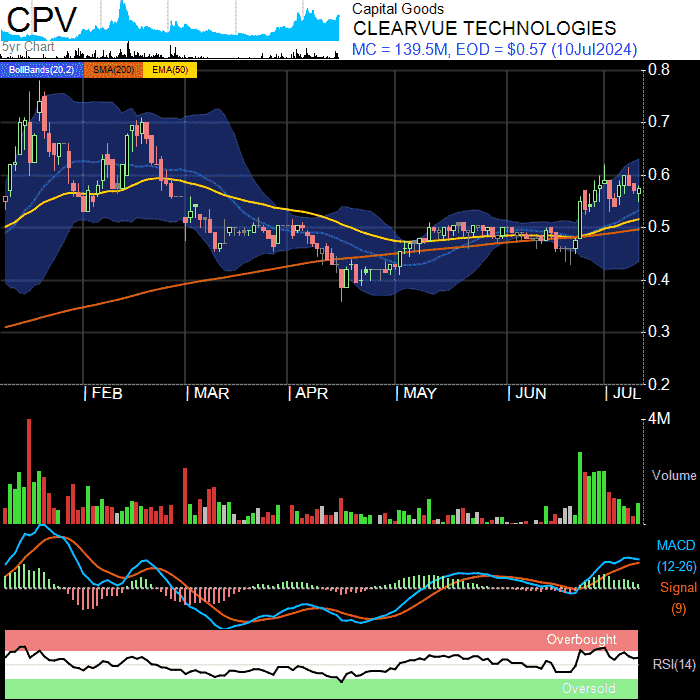 CPV
5yr Chart
Capital Goods
CLEARVUE TECHNOLOGIES
MC = 139.5M, EOD = $0.57 (10Jul2024)
BollBands(20,2) SMA(200) EMA(50)
0.8
0.7
0.6
0.5
0.4
0.3
0.2
| FEB | MAR | APR | MAY | JUN | JUL
4M
Volume
MACD
(12-26)
Signal
(9)
Overbought
RSI(14)
Oversold